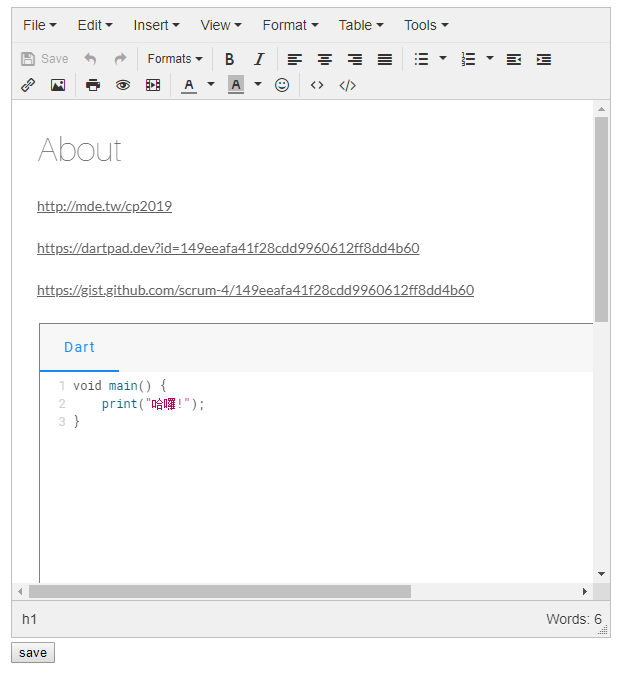 File Edit Insert View Format Table Tools
Save Formats B I
A A
About
http://mde.tw/cp2019
https://dartpad.dev?id=149eeafa41f28cdd9960612ff8dd4b60
https://gist.github.com/scrum-4/149eeafa41f28cdd9960612ff8dd4b60
Dart
1 void main() {
2 print("哈囉!");
3 }
h1 Words: 6
save